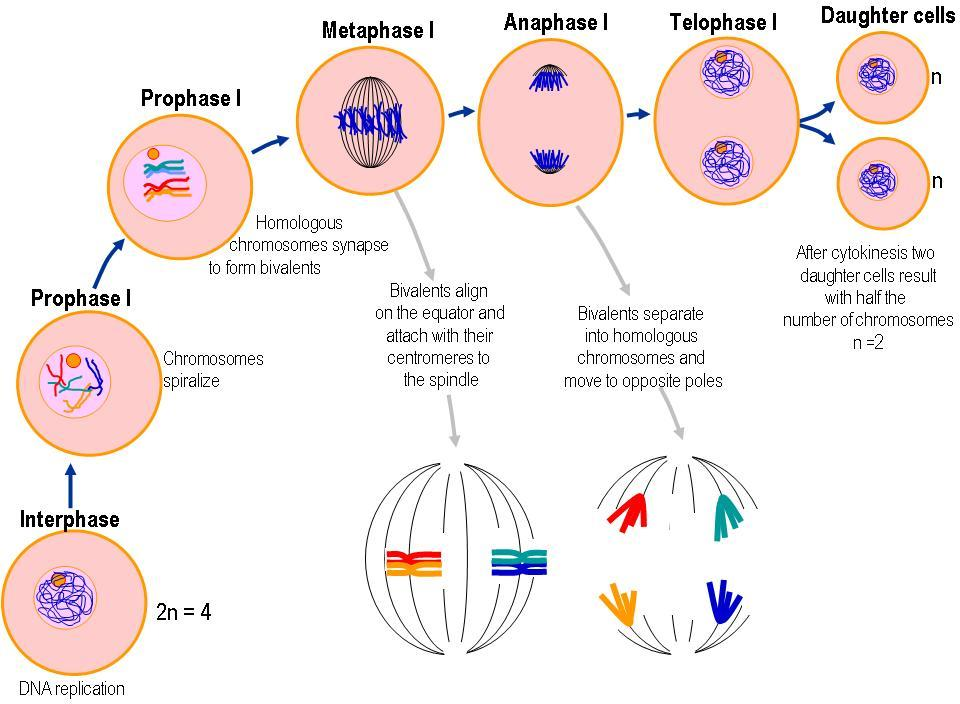 Interphase
2n = 4
DNA replication
Prophase I
Chromosomes
spiralize
Prophase I
Homologous
chromosomes synapse
to form bivalents
Metaphase I
Bivalents align
on the equator and
attach with their
centromeres to
the spindle
Anaphase I
Bivalents separate
into homologous
chromosomes and
move to opposite poles
Telophase I
Daughter cells
n
n
After cytokinesis two
daughter cells result
with half the
number of chromosomes
n =2